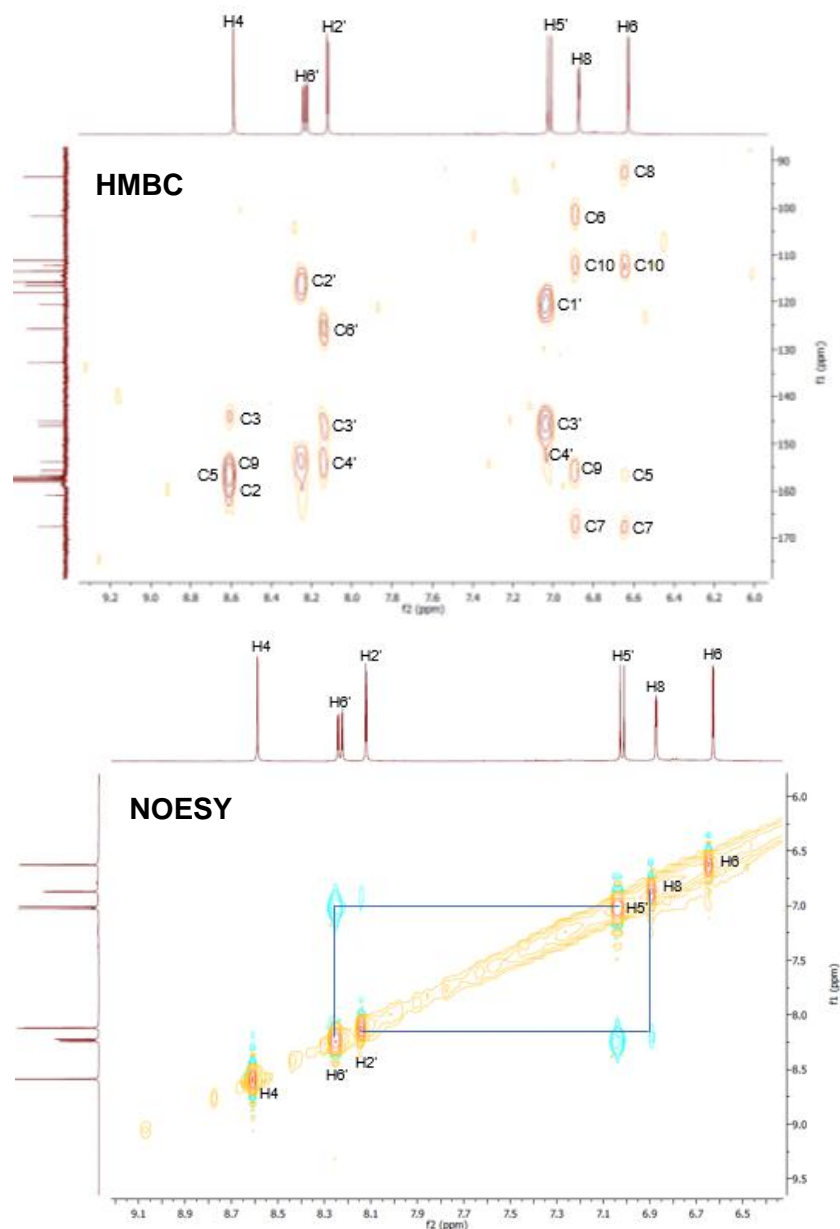 H4
H2'
H5'
H6
H6'
H8
HMBC
C8
C6
C2'
C10
C10
C1'
C6'
C3
C3'
C3'
C9
C4'
C4'
C9
C5
C5
C2
C7
C7
90
100
110
120
130
140
150
160
170
f1 (ppm)
9.2 9.0 8.8 8.6 8.4 8.2 8.0 7.8 7.6 7.4 7.2 7.0 6.8 6.6 6.4 6.2 6.0
f2 (ppm)
H4
H2'
H5'
H6
H6'
H8
NOESY
H6
H8
H5'
H2'
H6'
H4
6.0
6.5
7.0
7.5
8.0
8.5
9.0
9.5
f1 (ppm)
9.1 8.9 8.7 8.5 8.3 8.1 7.9 7.7 7.5 7.3 7.1 6.9 6.7 6.5
f2 (ppm)